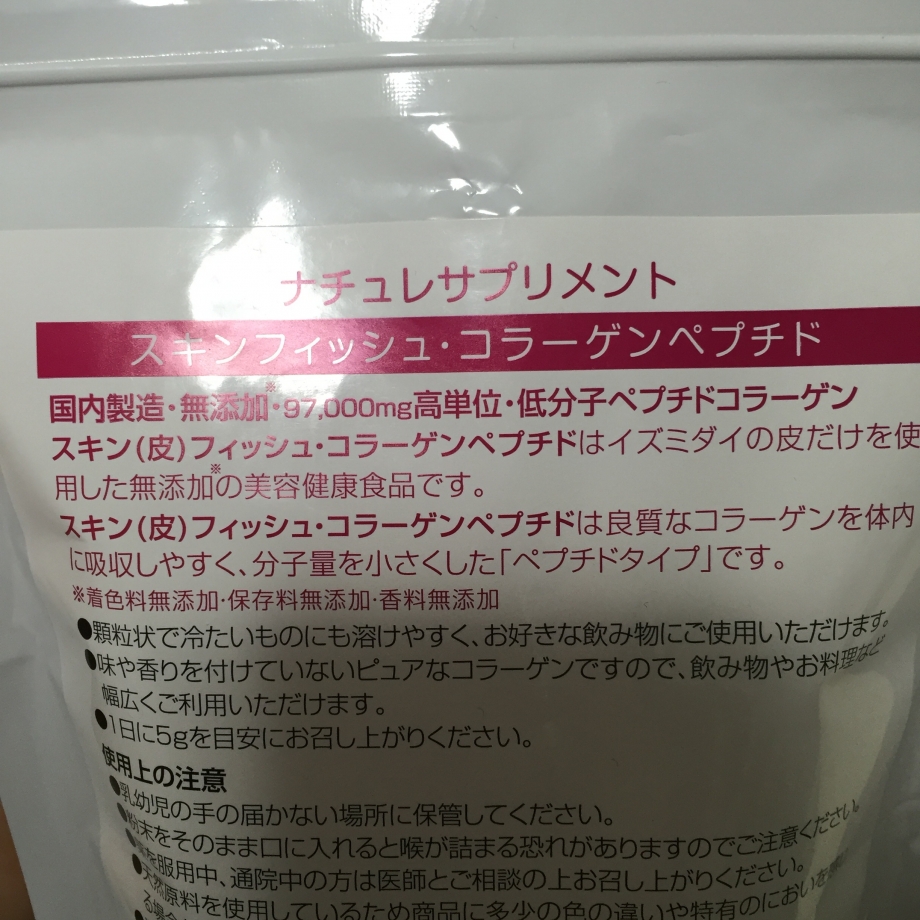 ナチュレサプリメント
スキンフィッシュ・コラーゲンペプチド
国内製造・無添加※・97,000mg高単位・低分子ペプチドコラーゲン
スキン(皮)フィッシュ・コラーゲンペプチドはイズミダイの皮だけを使
用した無添加※の美容健康食品です。
スキン(皮)フィッシュ・コラーゲンペプチドは良質なコラーゲンを体内
に吸収しやすく、分子量を小さくした「ペプチドタイプ」です。
※着色料無添加・保存料無添加・香料無添加
●顆粒状で冷たいものにも溶けやすく、お好きな飲み物にご使用いただけます。
●味や香りを付けていないピュアなコラーゲンですので、飲み物やお料理など
幅広くご利用いただけます。
●1日に5gを目安にお召し上がりください。
使用上の注意
●乳幼児の手の届かない場所に保管してください。
●粉末をそのまま口に入れると喉が詰まる恐れがありますのでご注意ください。
を服用中、通院中の方は医師とご相談の上お召し上がりください。
●天然原料を使用しているため商品に多少の色の違いや特有のにおいを
る場合